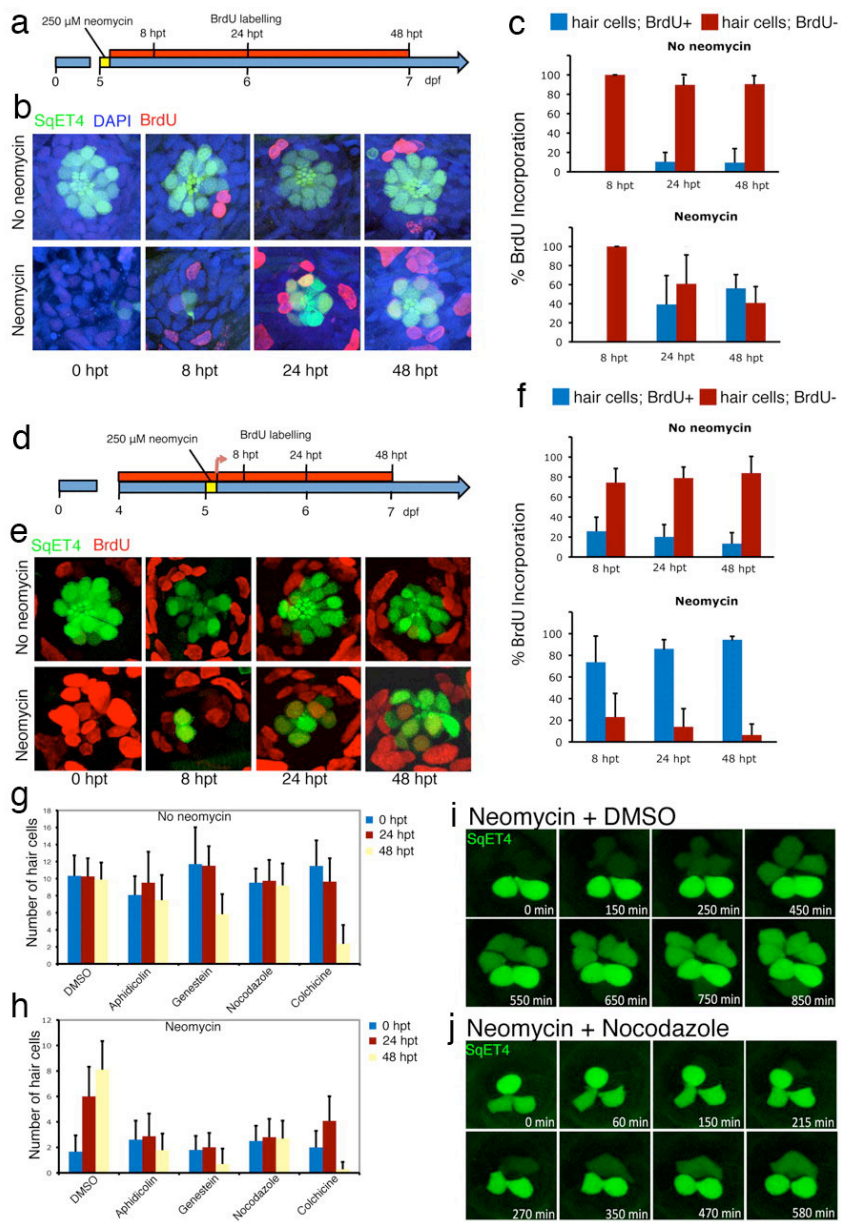 a
250 µM neomycin
BrdU labelling
8 hpt
24 hpt
48 hpt
0
5
6
7
dpf
b
SqET4 DAPI BrdU
No neomycin
Neomycin
0 hpt
8 hpt
24 hpt
48 hpt
c
hair cells; BrdU+
hair cells; BrdU-
No neomycin
100
80
60
40
20
0
8 hpt
24 hpt
48 hpt
% BrdU Incorporation
Neomycin
100
80
60
40
20
0
8 hpt
24 hpt
48 hpt
d
250 µM neomycin
BrdU labelling
8 hpt
24 hpt
48 hpt
0
4
5
6
7
dpf
e
SqET4 BrdU
No neomycin
Neomycin
0 hpt
8 hpt
24 hpt
48 hpt
f
hair cells; BrdU+
hair cells; BrdU-
No neomycin
100
80
60
40
20
0
8 hpt
24 hpt
48 hpt
% BrdU Incorporation
Neomycin
100
80
60
40
20
0
8 hpt
24 hpt
48 hpt
g
No neomycin
Number of hair cells
18
16
14
12
10
8
6
4
2
0
0 hpt
24 hpt
48 hpt
DMSO
Aphidicolin
Genestein
Nocodazole
Colchicine
h
Neomycin
Number of hair cells
12
10
8
6
4
2
0
0 hpt
24 hpt
48 hpt
DMSO
Aphidicolin
Genestein
Nocodazole
Colchicine
i Neomycin + DMSO
SqET4
0 min
150 min
250 min
450 min
550 min
650 min
750 min
850 min
j Neomycin + Nocodazole
SqET4
0 min
60 min
150 min
215 min
270 min
350 min
470 min
580 min